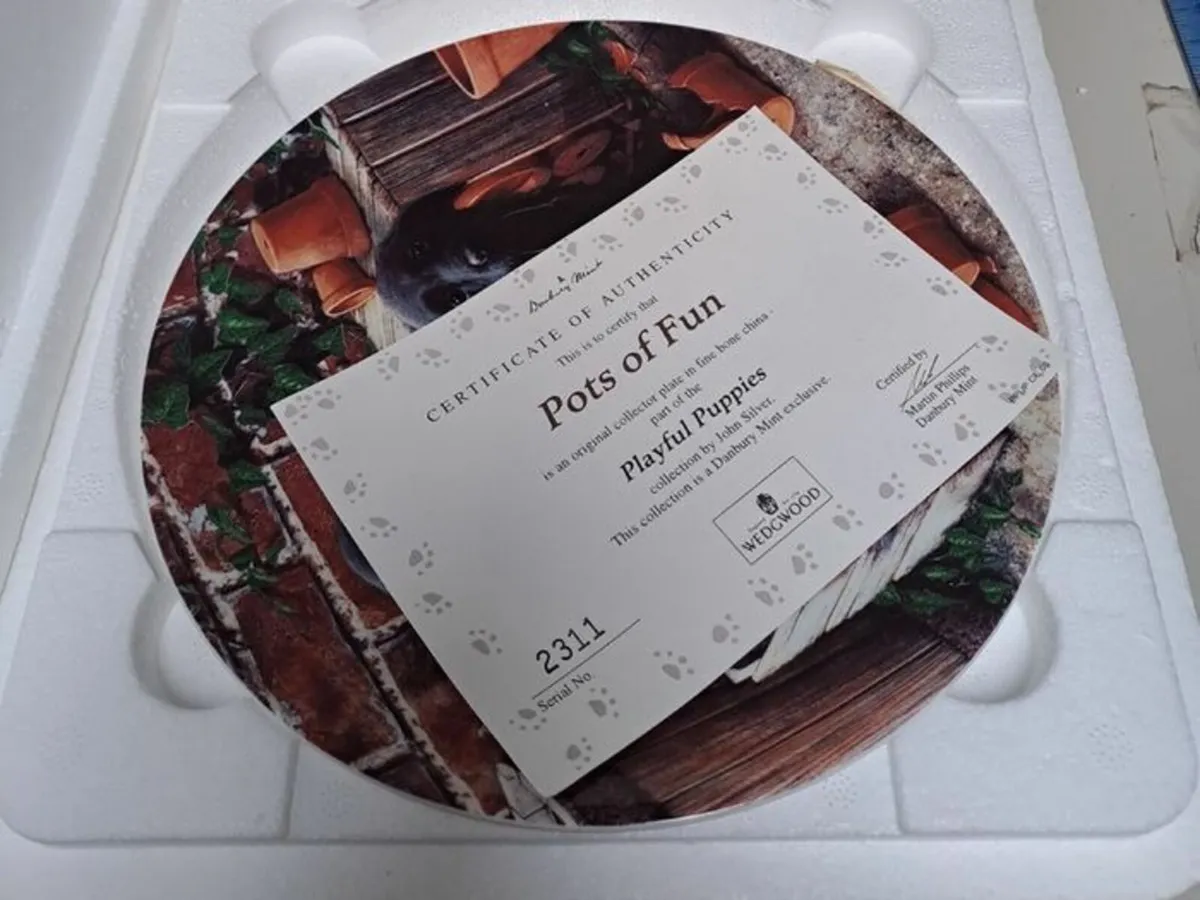 Danbury Mint
CERTIFICATE OF AUTHENTICITY
This is to certify that
Pots of Fun
is an original collector plate in fine bone china.
part of the
Playful Puppies
collection by John Silver.
This collection is a Danbury Mint exclusive.
WEDGWOOD
Certified by
Martin Phillips
Danbury Mint
2311
Serial No.